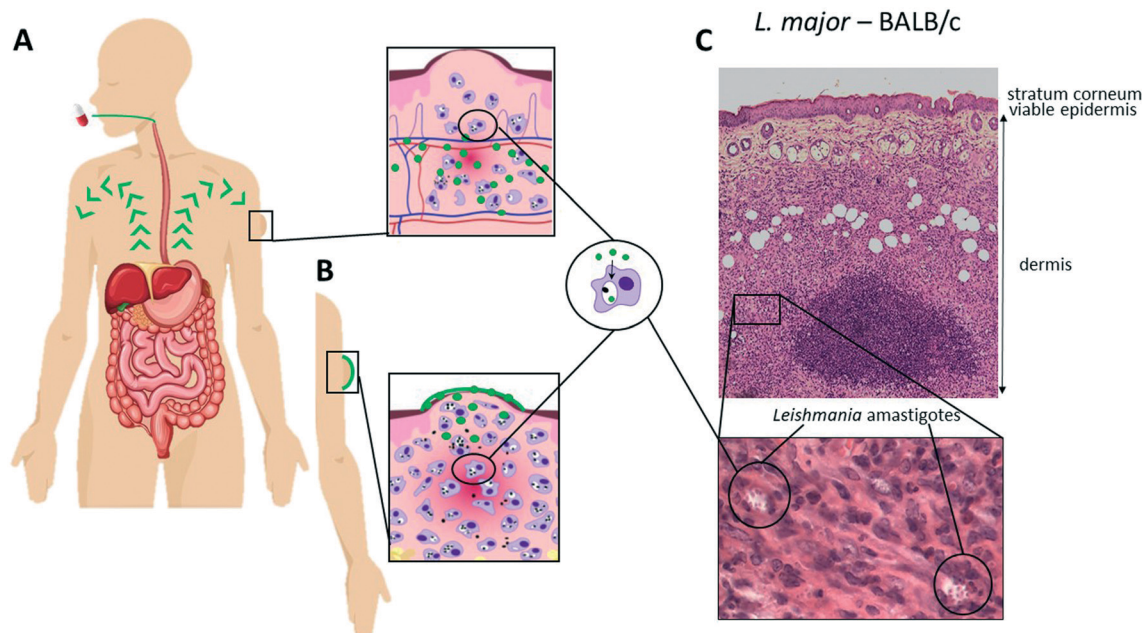 A
B
L. major – BALB/c
C
stratum corneum
viable epidermis
dermis
Leishmania amastigotes